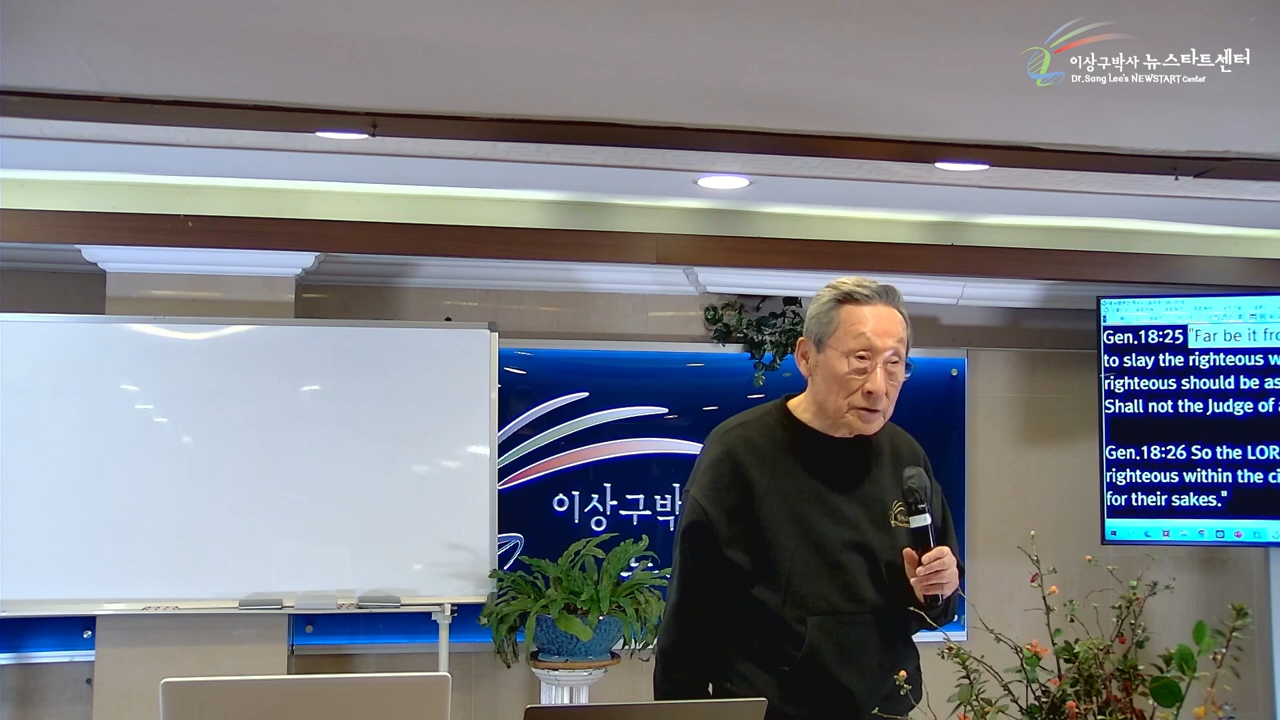 이상구박사 뉴스타트센터
Dr.Sang Lee's NEWSTART Center
Gen.18:25 "Far be it fro
to slay the righteous w
righteous should be as
Shall not the Judge of
Gen.18:26 So the LOR
righteous within the ci
for their sakes."
이상구박